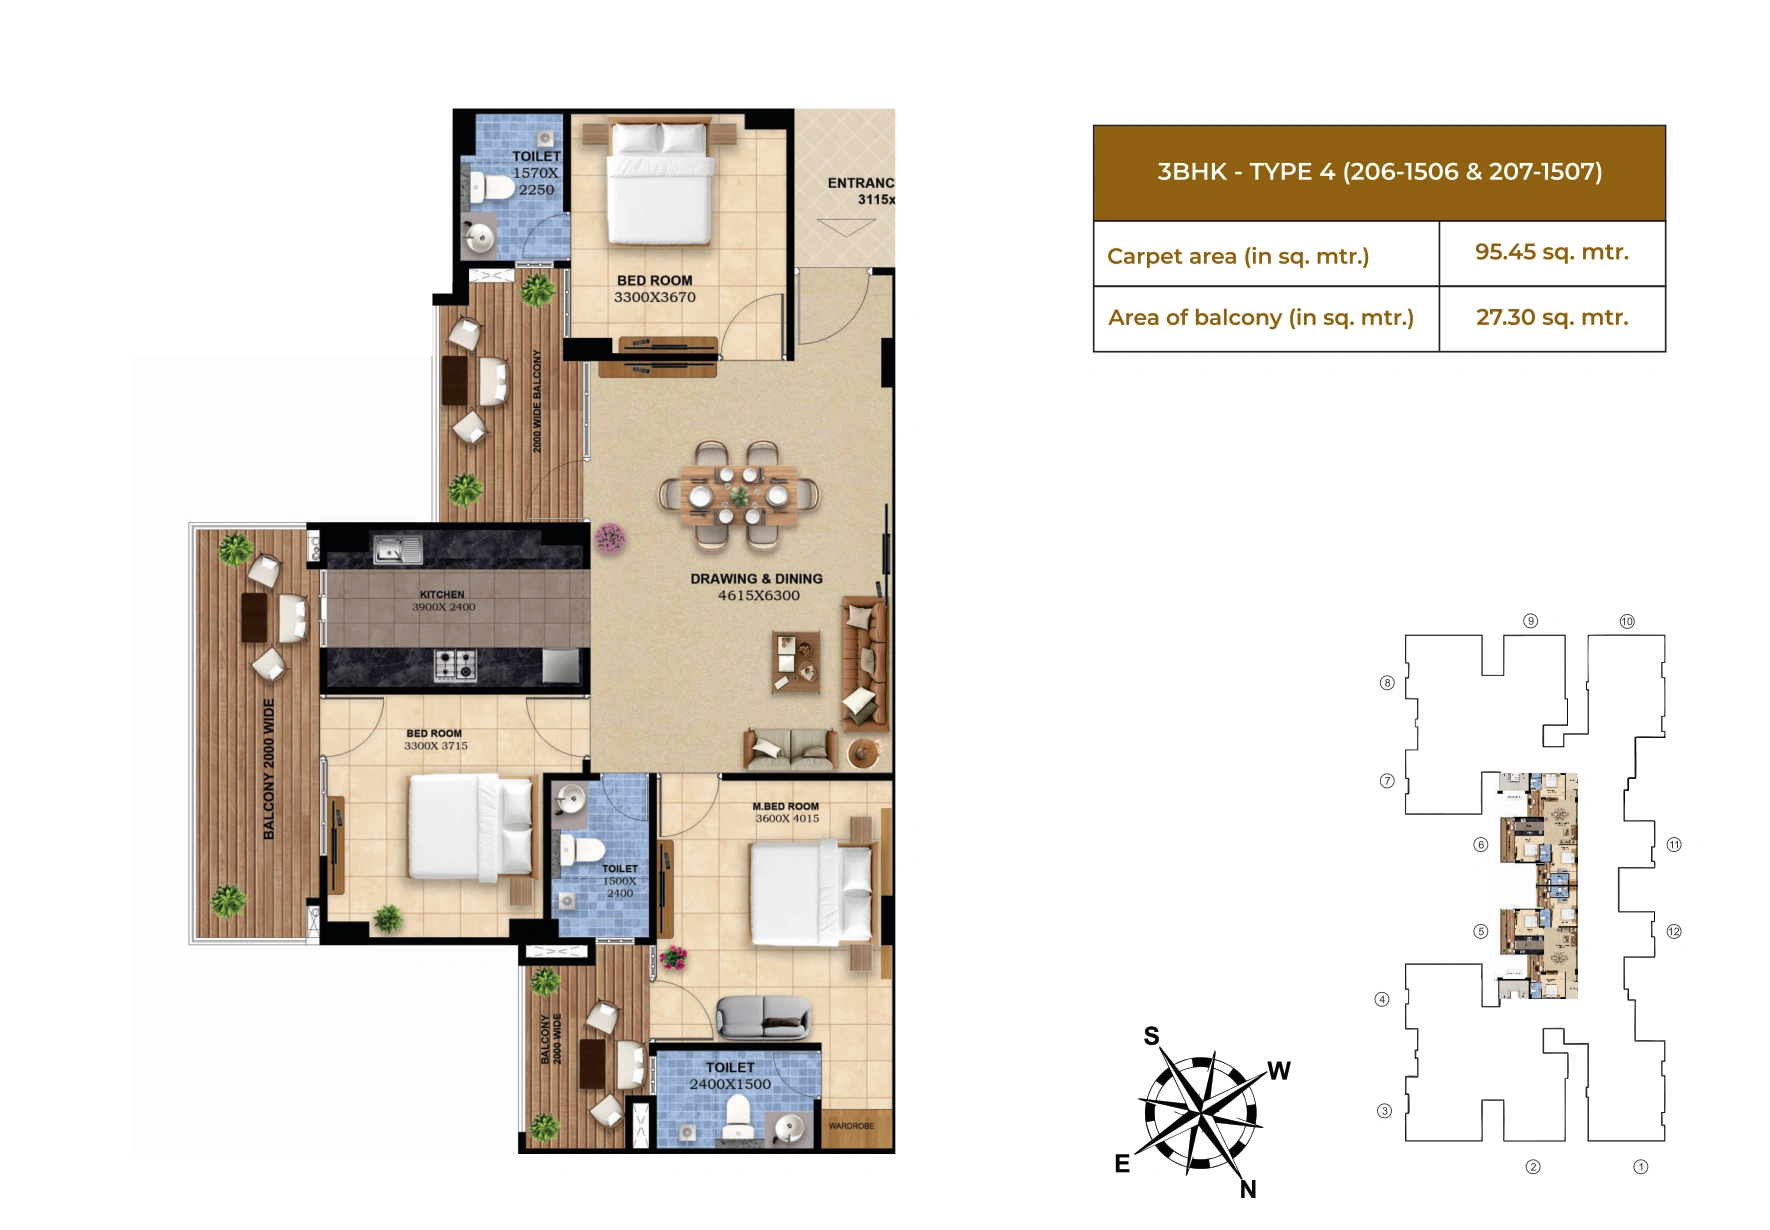 TOILET
1570X
2250
BED ROOM
3300X3670
ENTRANC
3115x
2000 WIDE BALCONY
KITCHEN
3900X 2400
DRAWING & DINING
4615X6300
BALCONY 2000 WIDE
BED ROOM
3300X 3715
TOILET
1500X
2400
M.BED ROOM
3600X 4015
BALCONY
2000 WIDE
TOILET
2400X1500
WARDROBE
3BHK - TYPE 4 (206-1506 & 207-1507)
Carpet area (in sq. mtr.)
95.45 sq. mtr.
Area of balcony (in sq. mtr.)
27.30 sq. mtr.
9
10
8
7
6
11
5
12
4
3
2
1
S
W
E
N